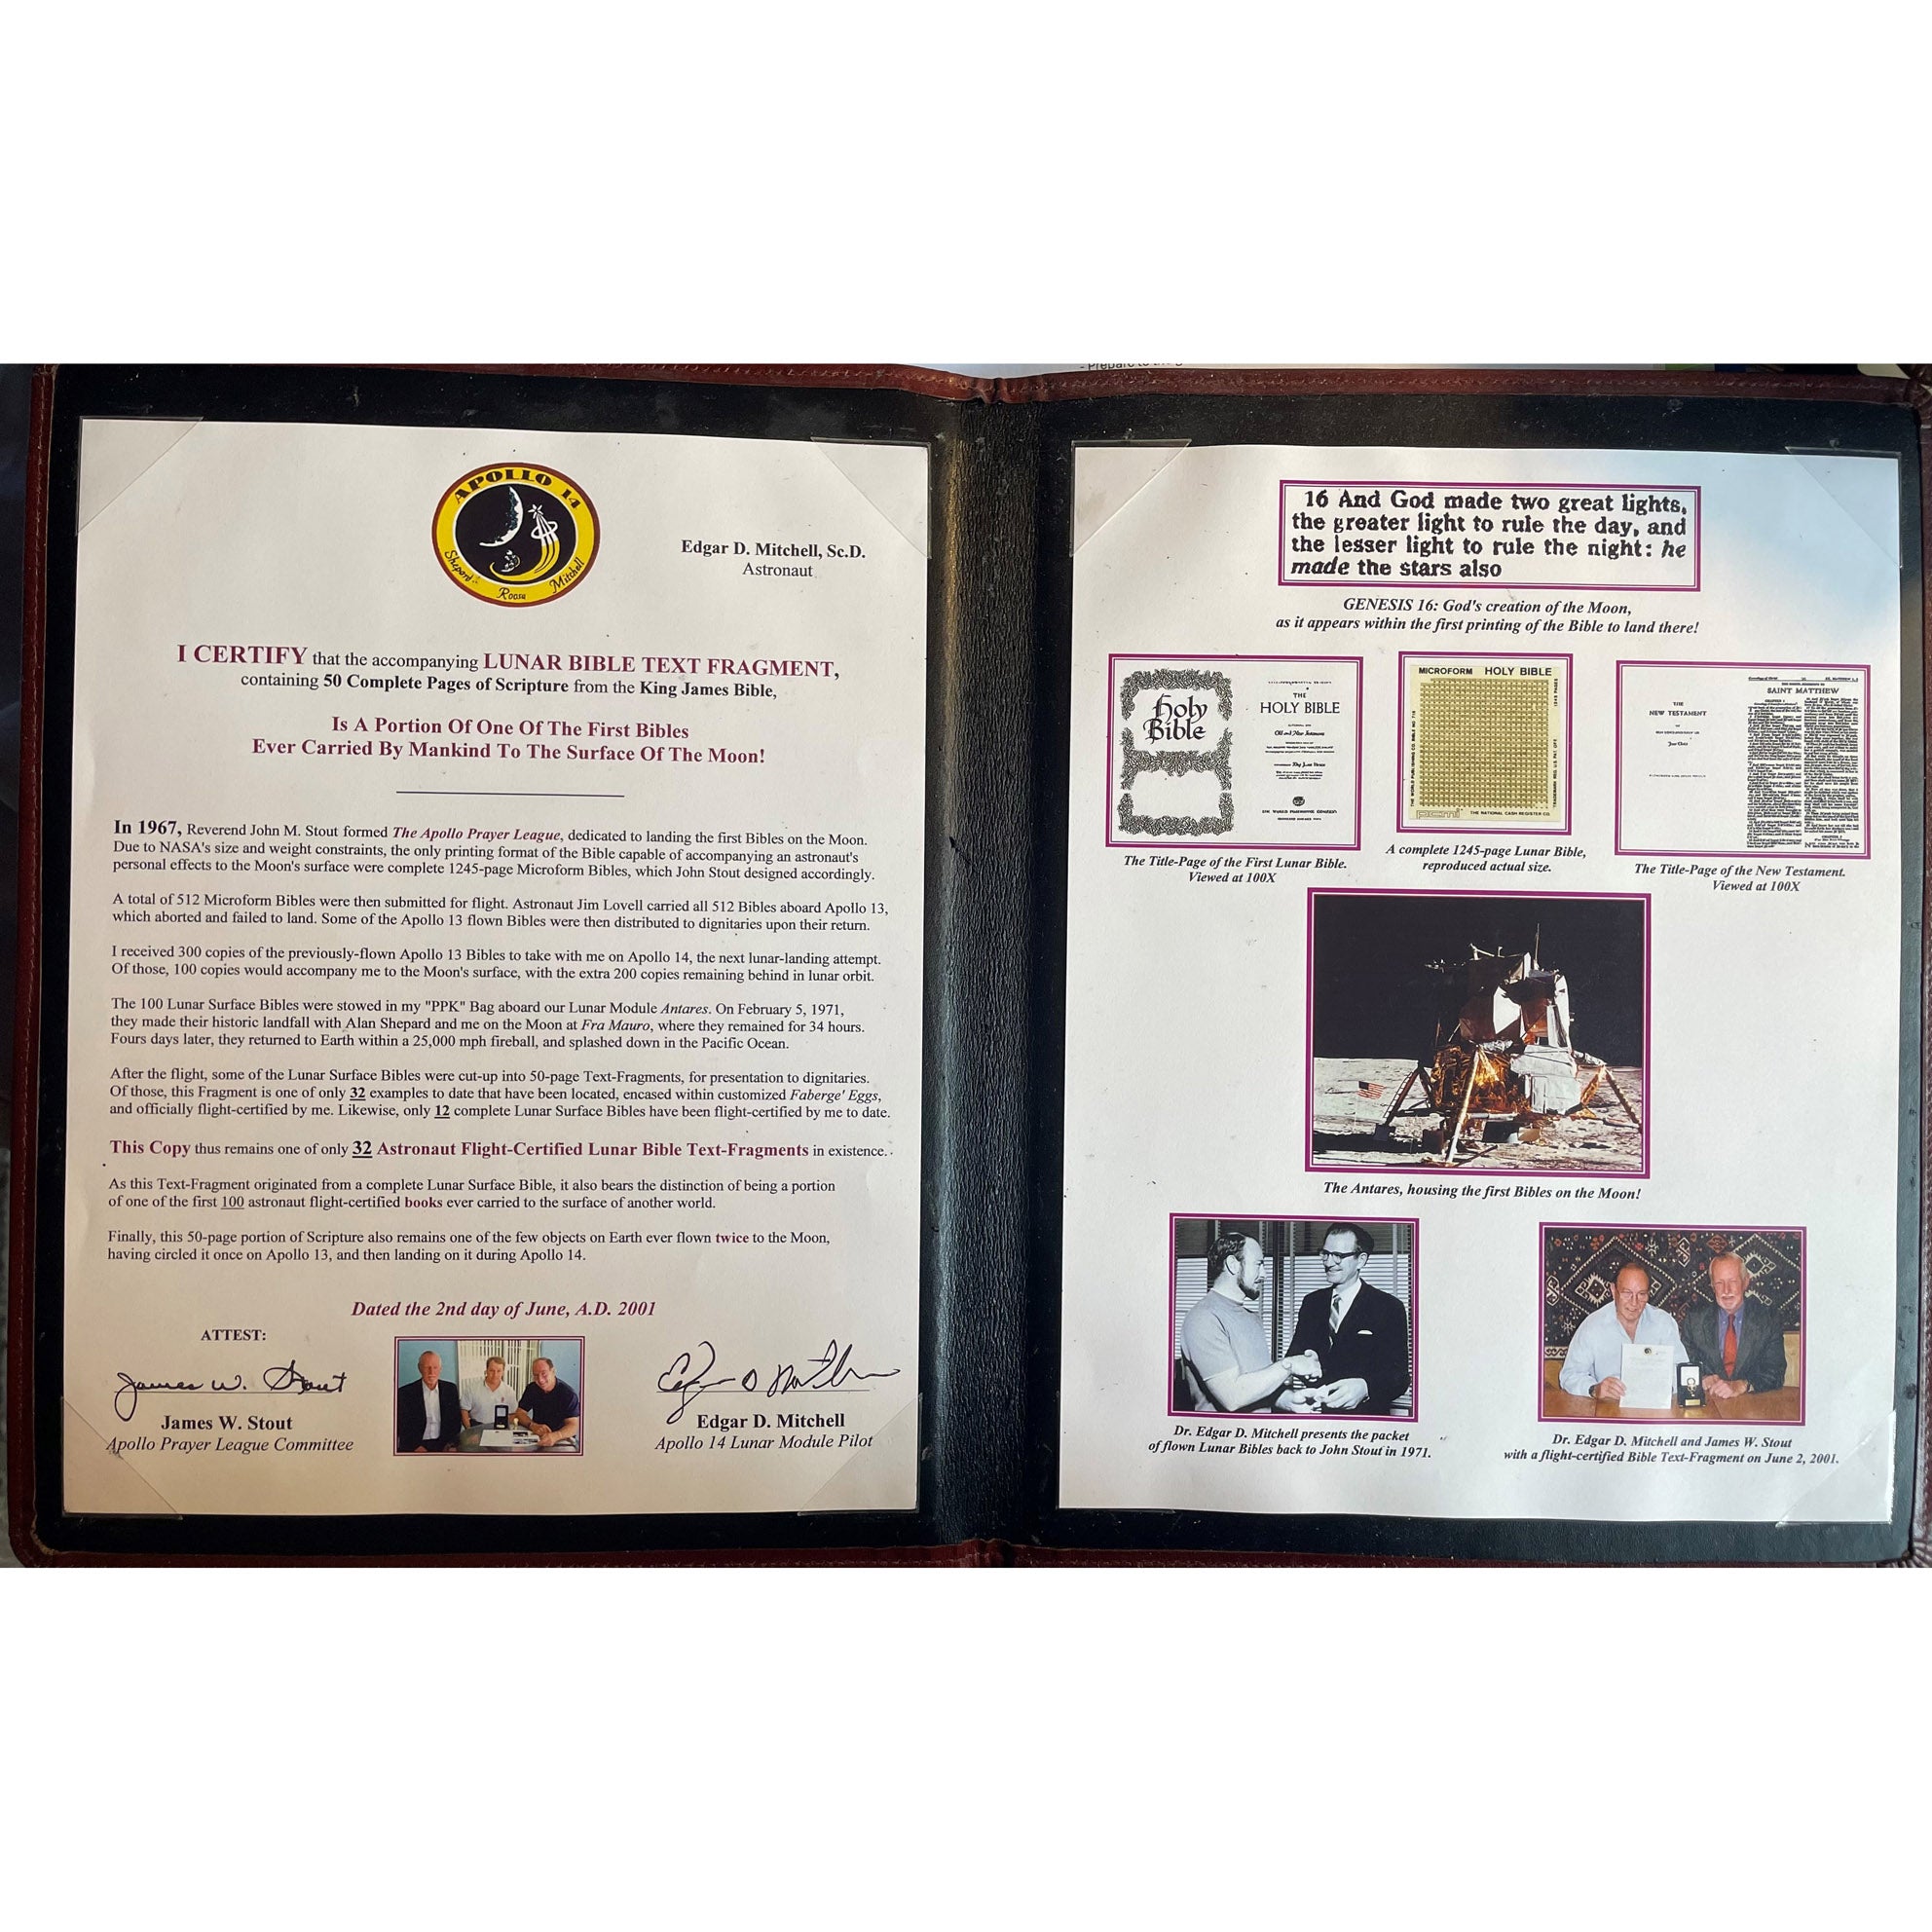 APOLLO 14
Shepard
Roosa
Mitchell
Edgar D. Mitchell, Sc.D.
Astronaut
I CERTIFY that the accompanying LUNAR BIBLE TEXT FRAGMENT,
containing 50 Complete Pages of Scripture from the King James Bible,
Is A Portion Of One Of The First Bibles
Ever Carried By Mankind To The Surface Of The Moon!
In 1967, Reverend John M. Stout formed The Apollo Prayer League, dedicated to landing the first Bibles on the Moon.
Due to NASA's size and weight constraints, the only printing format of the Bible capable of accompanying an astronaut's
personal effects to the Moon's surface were complete 1245-page Microform Bibles, which John Stout designed accordingly.
A total of 512 Microform Bibles were then submitted for flight. Astronaut Jim Lovell carried all 512 Bibles aboard Apollo 13,
which aborted and failed to land. Some of the Apollo 13 flown Bibles were then distributed to dignitaries upon their return.
I received 300 copies of the previously-flown Apollo 13 Bibles to take with me on Apollo 14, the next lunar-landing attempt.
Of those, 100 copies would accompany me to the Moon's surface, with the extra 200 copies remaining behind in lunar orbit.
The 100 Lunar Surface Bibles were stowed in my "PPK" Bag aboard our Lunar Module Antares. On February 5, 1971,
they made their historic landfall with Alan Shepard and me on the Moon at Fra Mauro, where they remained for 34 hours.
Fours days later, they returned to Earth within a 25,000 mph fireball, and splashed down in the Pacific Ocean.
After the flight, some of the Lunar Surface Bibles were cut-up into 50-page Text-Fragments, for presentation to dignitaries.
Of those, this Fragment is one of only 32 examples to date that have been located, encased within customized Faberge' Eggs,
and officially flight-certified by me. Likewise, only 12 complete Lunar Surface Bibles have been flight-certified by me to date.
This Copy thus remains one of only 32 Astronaut Flight-Certified Lunar Bible Text-Fragments in existence.
As this Text-Fragment originated from a complete Lunar Surface Bible, it also bears the distinction of being a portion
of one of the first 100 astronaut flight-certified books ever carried to the surface of another world.
Finally, this 50-page portion of Scripture also remains one of the few objects on Earth ever flown twice to the Moon,
having circled it once on Apollo 13, and then landing on it during Apollo 14.
Dated the 2nd day of June, A.D. 2001
ATTEST:
James W. Stout
James W. Stout
Apollo Prayer League Committee
Edgar D Mitchell
Edgar D. Mitchell
Apollo 14 Lunar Module Pilot
16 And God made two great lights,
the greater light to rule the day, and
the lesser light to rule the night: he
made the stars also
GENESIS 16: God's creation of the Moon,
as it appears within the first printing of the Bible to land there!
Holy
Bible
THE
HOLY BIBLE
Old and New Testaments
The Title-Page of the First Lunar Bible.
Viewed at 100X
MICROFORM HOLY BIBLE
THE NATIONAL CASH REGISTER CO.
A complete 1245-page Lunar Bible,
reproduced actual size.
THE
NEW TESTAMENT
SAINT MATTHEW
The Title-Page of the New Testament.
Viewed at 100X
The Antares, housing the first Bibles on the Moon!
Dr. Edgar D. Mitchell presents the packet
of flown Lunar Bibles back to John Stout in 1971.
Dr. Edgar D. Mitchell and James W. Stout
with a flight-certified Bible Text-Fragment on June 2, 2001.